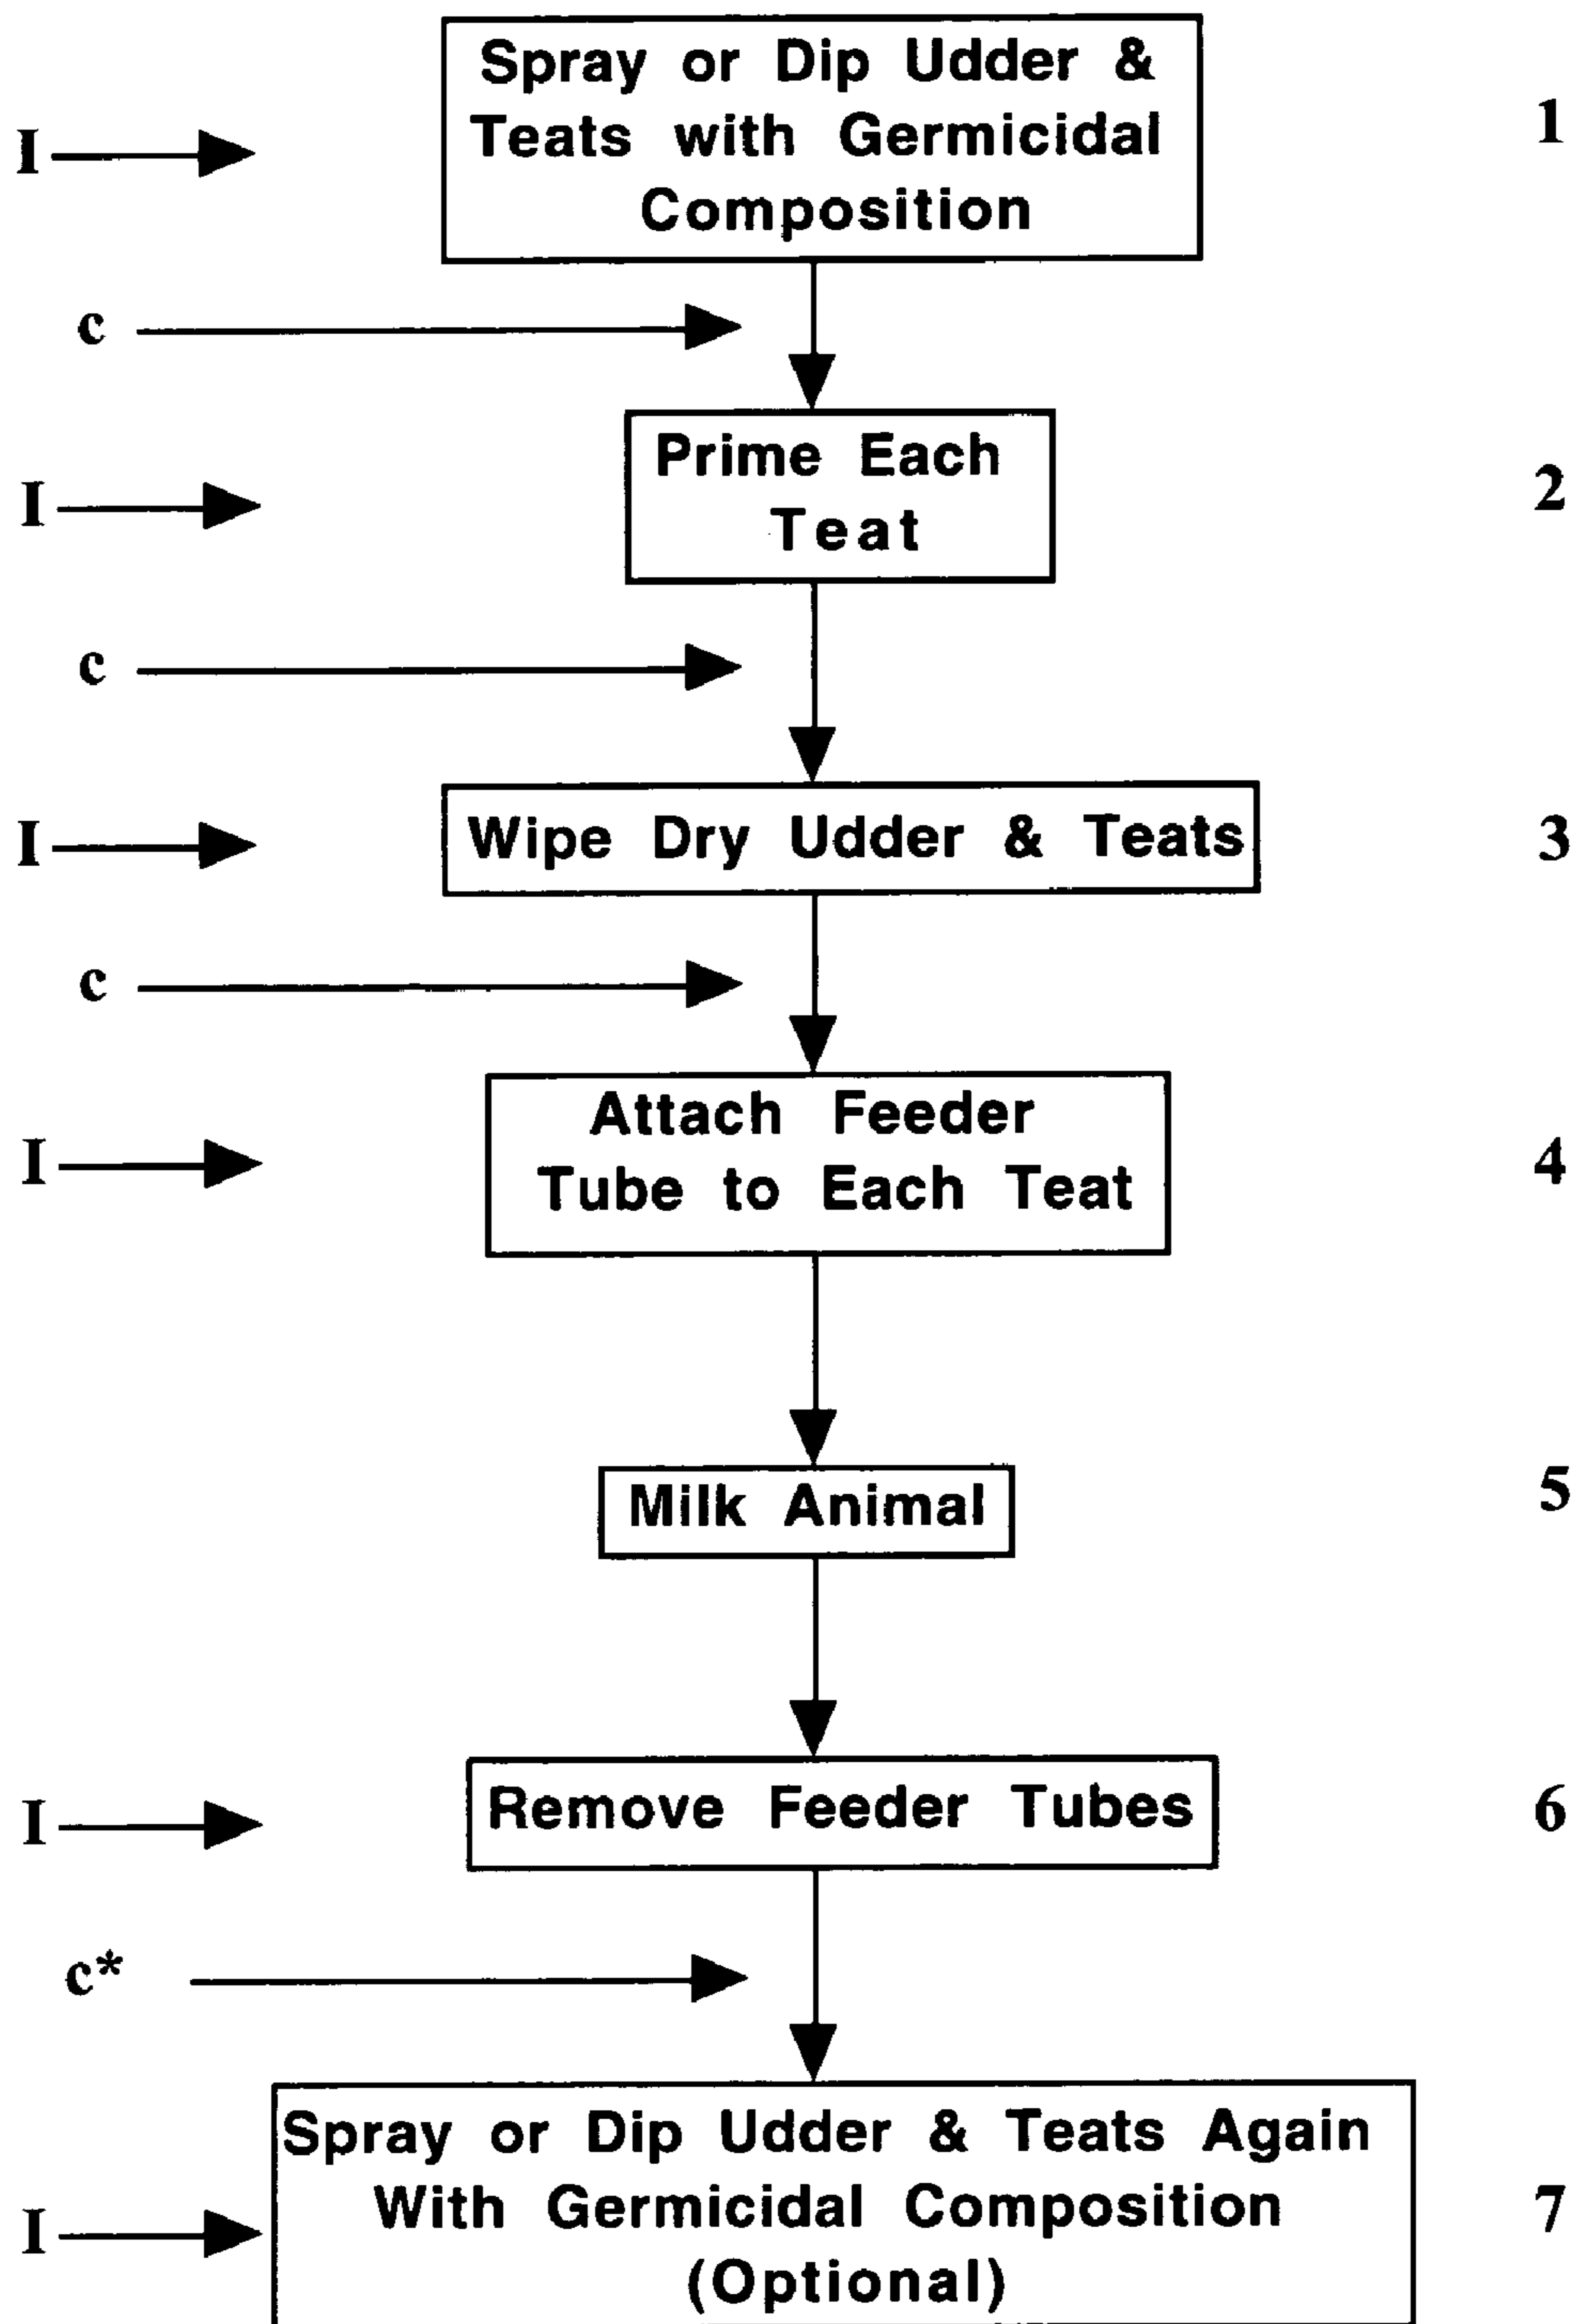 Spray or Dip Udder &
Teats with Germicidal
Composition
I
1
c
Prime Each
Teat
I
2
c
Wipe Dry Udder & Teats
I
3
c
Attach Feeder
Tube to Each Teat
I
4
Milk Animal
5
Remove Feeder Tubes
I
6
c*
Spray or Dip Udder & Teats Again
With Germicidal Composition
(Optional)
I
7